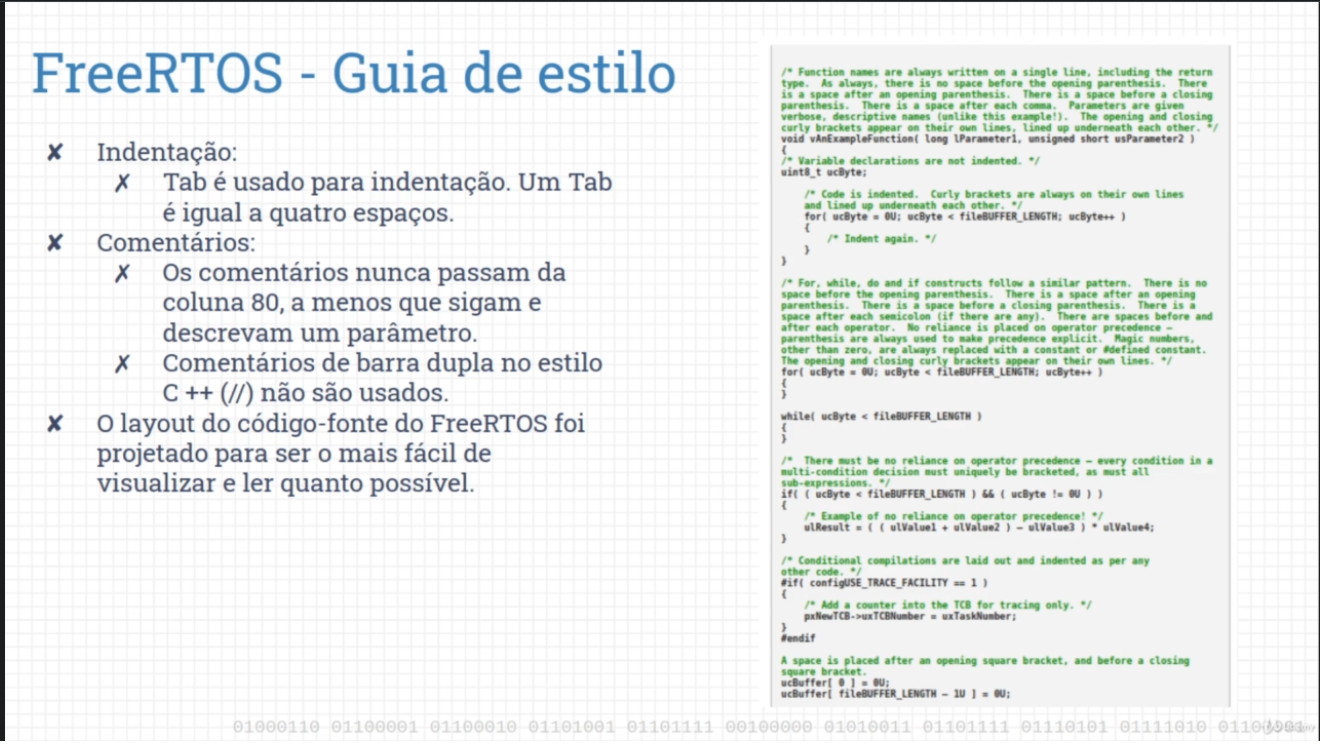 FreeRTOS - Guia de estilo
✘ Indentação:
✗ Tab é usado para indentação. Um Tab
é igual a quatro espaços.
✘ Comentários:
✗ Os comentários nunca passam da
coluna 80, a menos que sigam e
descrevam um parâmetro.
✗ Comentários de barra dupla no estilo
C ++ (//) não são usados.
✘ O layout do código-fonte do FreeRTOS foi
projetado para ser o mais fácil de
visualizar e ler quanto possível.
/* Function names are always written on a single line, including the return
type.  As always, there is no space before the opening parenthesis.  There
is a space after an opening parenthesis.  There is a space before a closing
parenthesis.  There is a space after each comma.  Parameters are given
verbose, descriptive names (unlike this example!).  The opening and closing
curly brackets appear on their own lines, lined up underneath each other. */
void vAnExampleFunction( long lParameter1, unsigned short usParameter2 )
{
/* Variable declarations are not indented. */
uint8_t ucByte;
/* Code is indented.  Curly brackets are always on their own lines
and lined up underneath each other. */
for( ucByte = 0U; ucByte < fileBUFFER_LENGTH; ucByte++ )
{
/* Indent again. */
}
}
/* For, while, do and if constructs follow a similar pattern.  There is no
space before the opening parenthesis.  There is a space after an opening
parenthesis.  There is a space before a closing parenthesis.  There is a
space after each semicolon (if there are any).  There are spaces before and
after each operator.  No reliance is placed on operator precedence –
parenthesis are always used to make precedence explicit.  Magic numbers,
other than zero, are always replaced with a constant or #defined constant.
The opening and closing curly brackets appear on their own lines. */
for( ucByte = 0U; ucByte < fileBUFFER_LENGTH; ucByte++ )
{
}
while( ucByte < fileBUFFER_LENGTH )
{
}
/*  There must be no reliance on operator precedence – every condition in a
multi-condition decision must uniquely be bracketed, as must all
sub-expressions. */
if( ( ucByte < fileBUFFER_LENGTH ) && ( ucByte != 0U ) )
{
/* Example of no reliance on operator precedence! */
ulResult = ( ( ulValue1 + ulValue2 ) – ulValue3 ) * ulValue4;
}
/* Conditional compilations are laid out and indented as per any
other code. */
#if( configUSE_TRACE_FACILITY == 1 )
{
/* Add a counter into the TCB for tracing only. */
pxNewTCB->uxTCBNumber = uxTaskNumber;
}
#endif
A space is placed after an opening square bracket, and before a closing
square bracket.
ucBuffer[ 0 ] = 0U;
ucBuffer[ fileBUFFER_LENGTH – 1U ] = 0U;
01000110 01100001 01100010 01101001 01101111 00100000 01010011 01101111 01110101 01111010